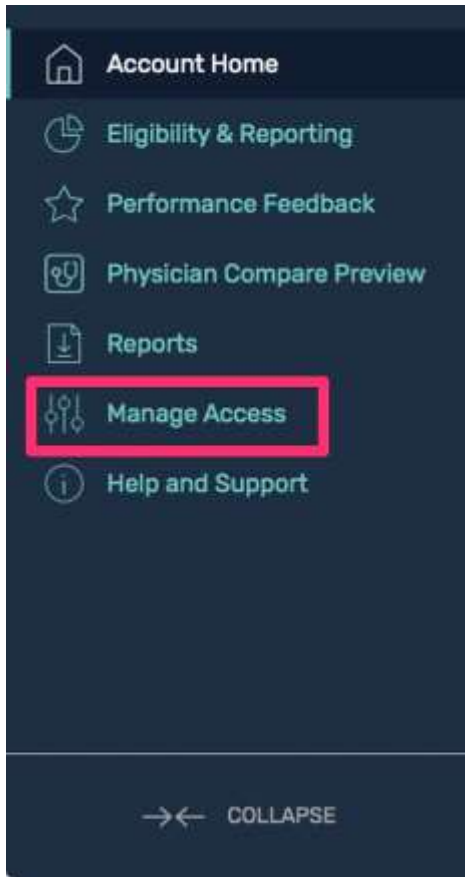 Account Home
Eligibility & Reporting
Performance Feedback
Physician Compare Preview
Reports
Manage Access
Help and Support
COLLAPSE